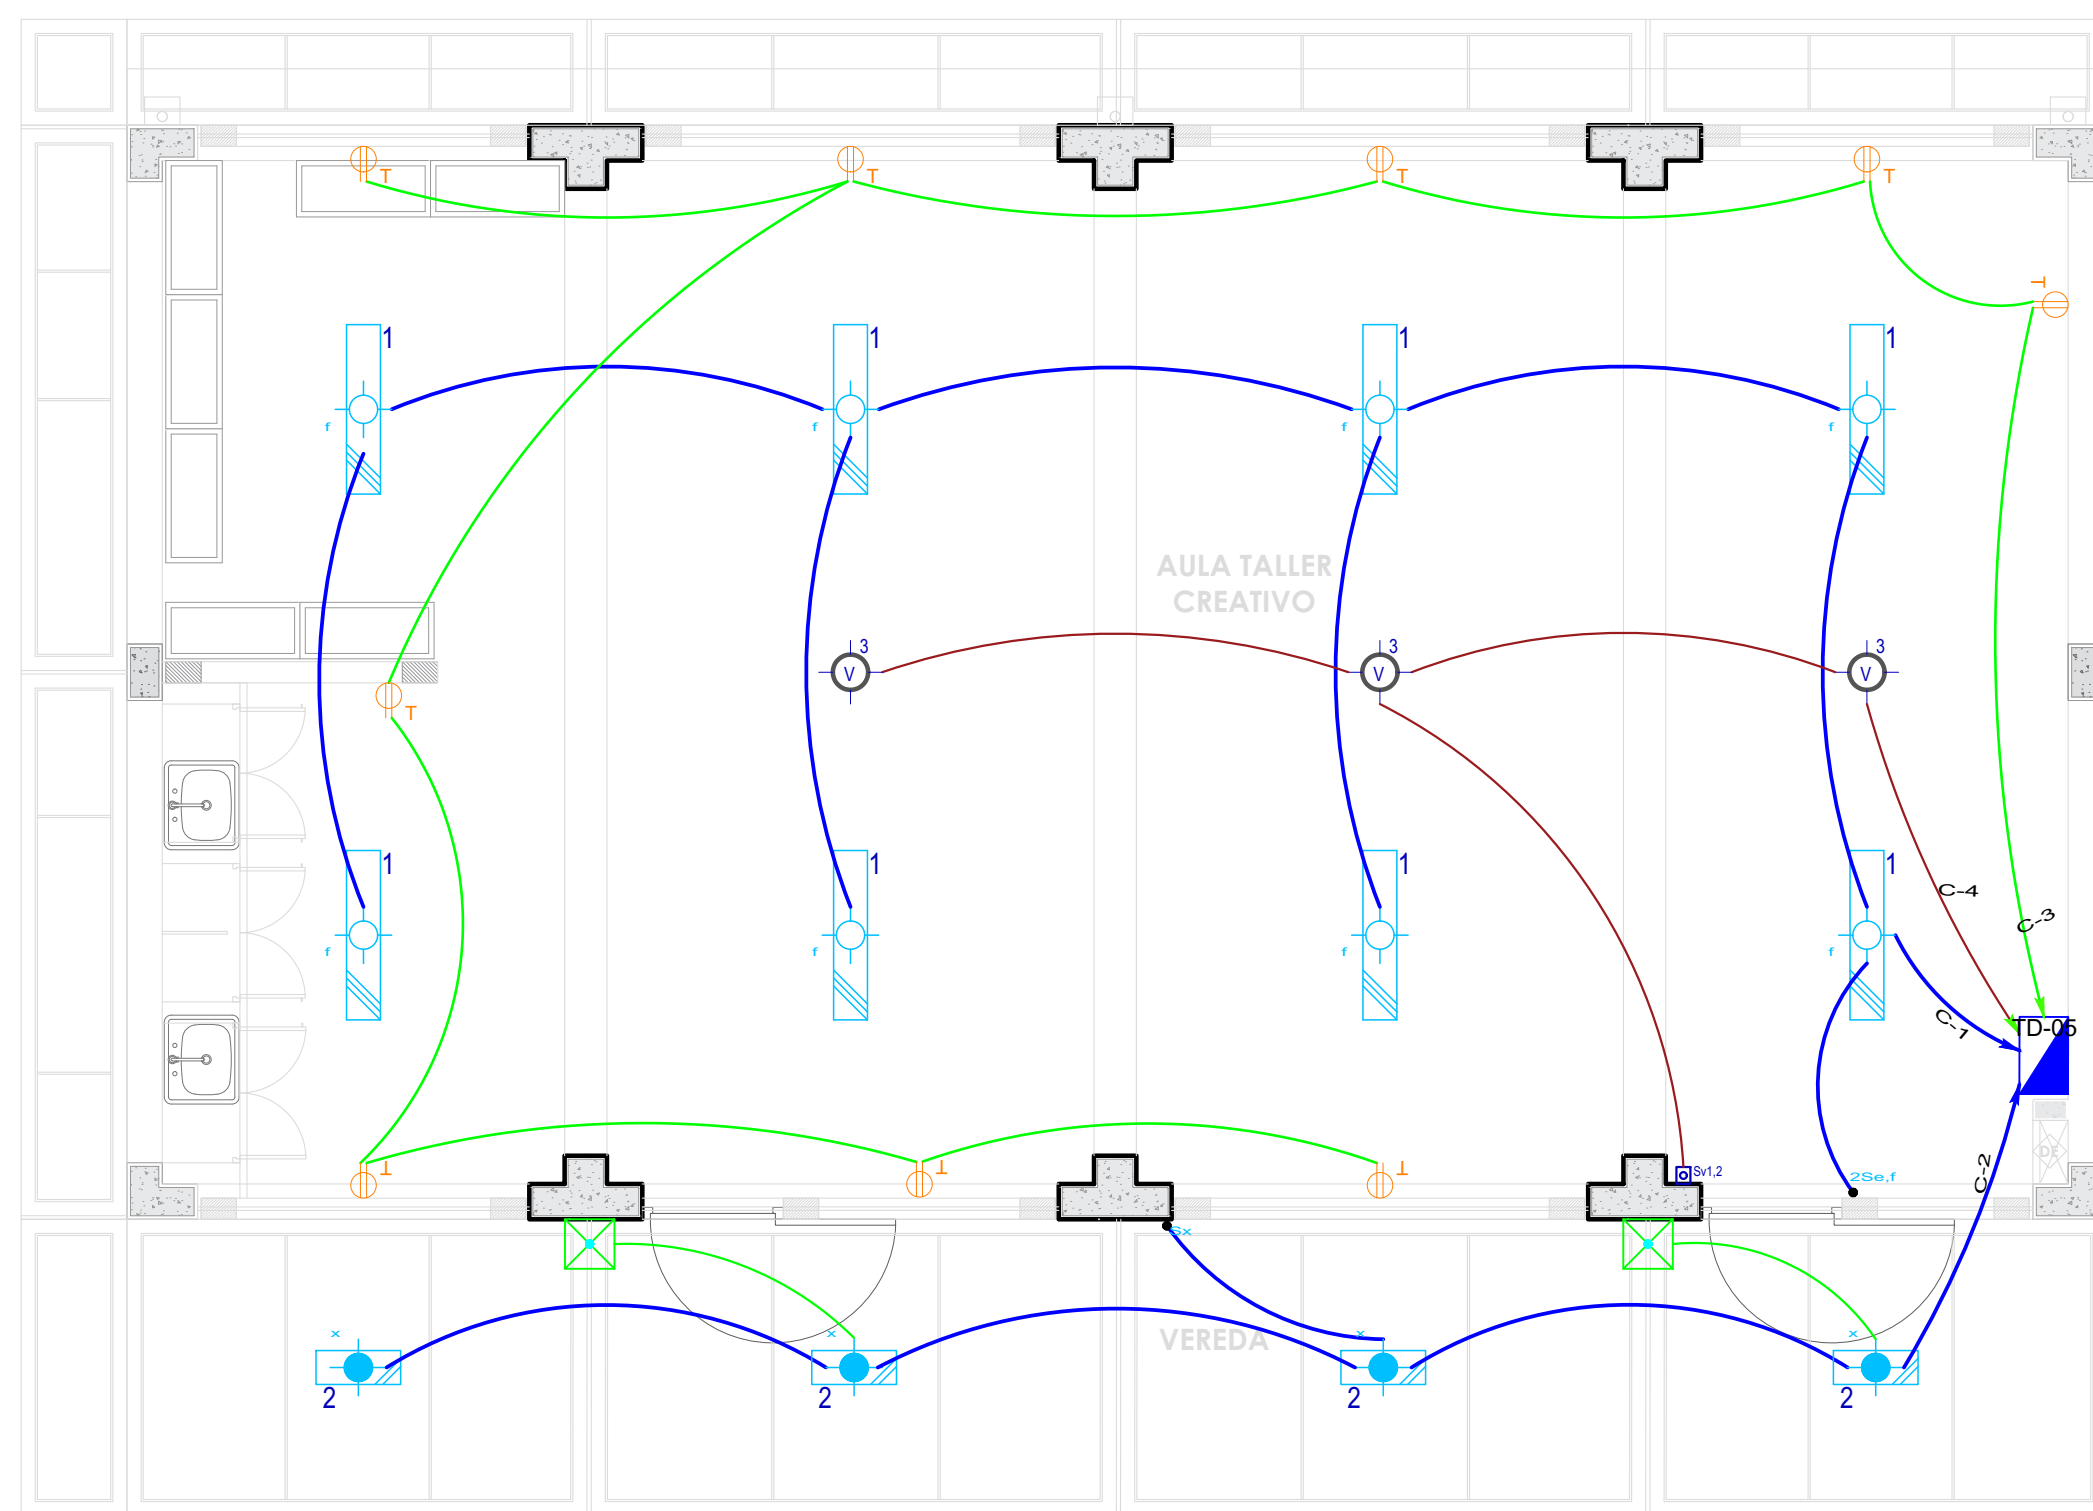 T T T T
T
1 1 1 1
f f f f
AULA TALLER
CREATIVO
3 3 3
V V V
T
1 1 1 1
C-4
C-3
f f f f
C-1
TD-05
DE
T T T
Sv1,2
2Se,f
C-2
Sx
x x x x
VEREDA
2 2 2 2